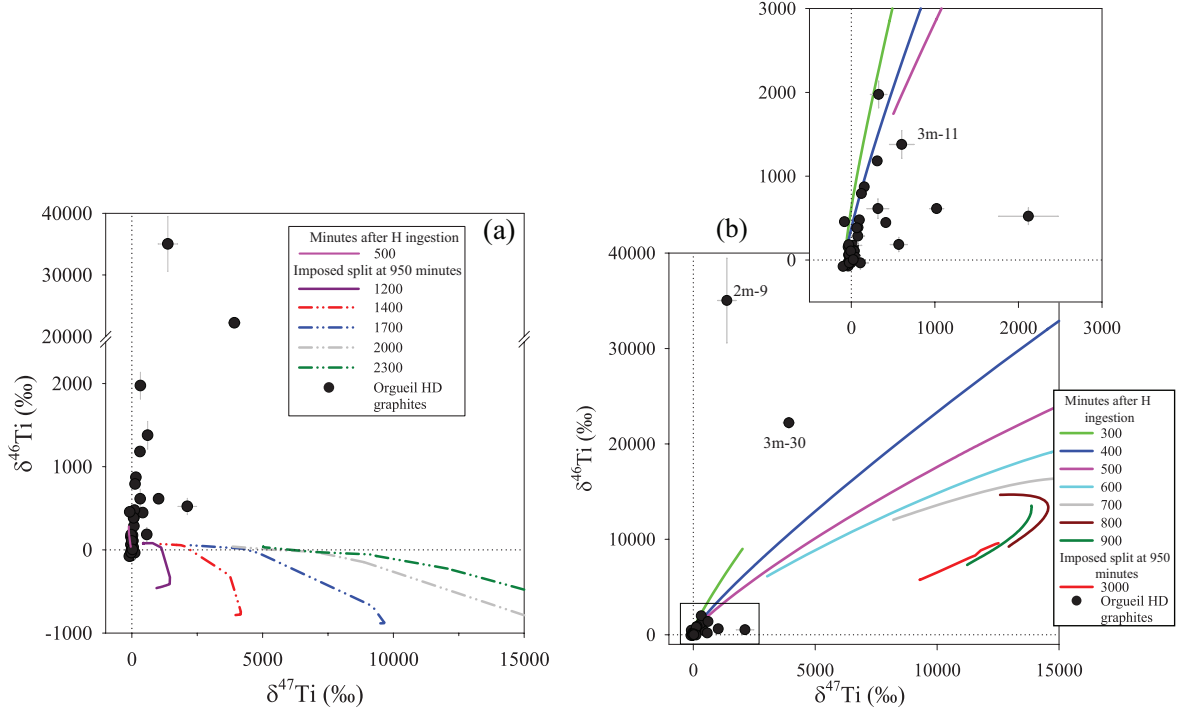 (a)
40000
30000
20000
2000
1000
0
-1000
δ⁴⁶Ti (‰)
0
5000
10000
15000
δ⁴⁷Ti (‰)
Minutes after H ingestion
500
Imposed split at 950 minutes
1200
1400
1700
2000
2300
Orgueil HD
graphites
(b)
3000
2000
1000
0
0
1000
2000
3000
3m-11
40000
30000
20000
10000
0
δ⁴⁶Ti (‰)
0
5000
10000
15000
δ⁴⁷Ti (‰)
2m-9
3m-30
Minutes after H
ingestion
300
400
500
600
700
800
900
Imposed split at 950
minutes
3000
Orgueil HD
graphites